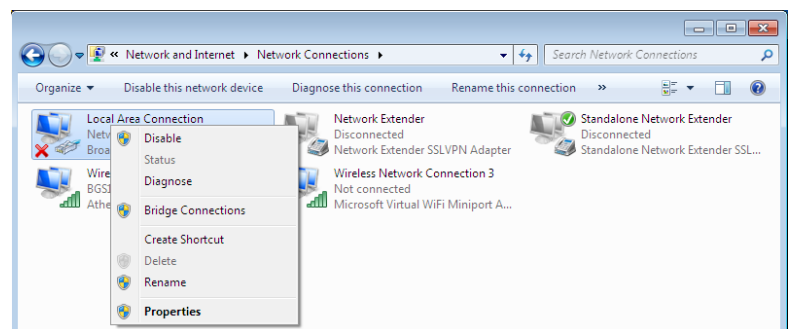 « Network and Internet ▸ Network Connections ▸
Search Network Connections
Organize ▾ Disable this network device Diagnose this connection Rename this connection »
Local Area Connection
Netw
Broa
Network Extender
Disconnected
Network Extender SSLVPN Adapter
Standalone Network Extender
Disconnected
Standalone Network Extender SSL...
Wire
Athe
Wireless Network Connection 3
Not connected
Microsoft Virtual WiFi Miniport A...
Disable
Status
Diagnose
Bridge Connections
Create Shortcut
Delete
Rename
Properties